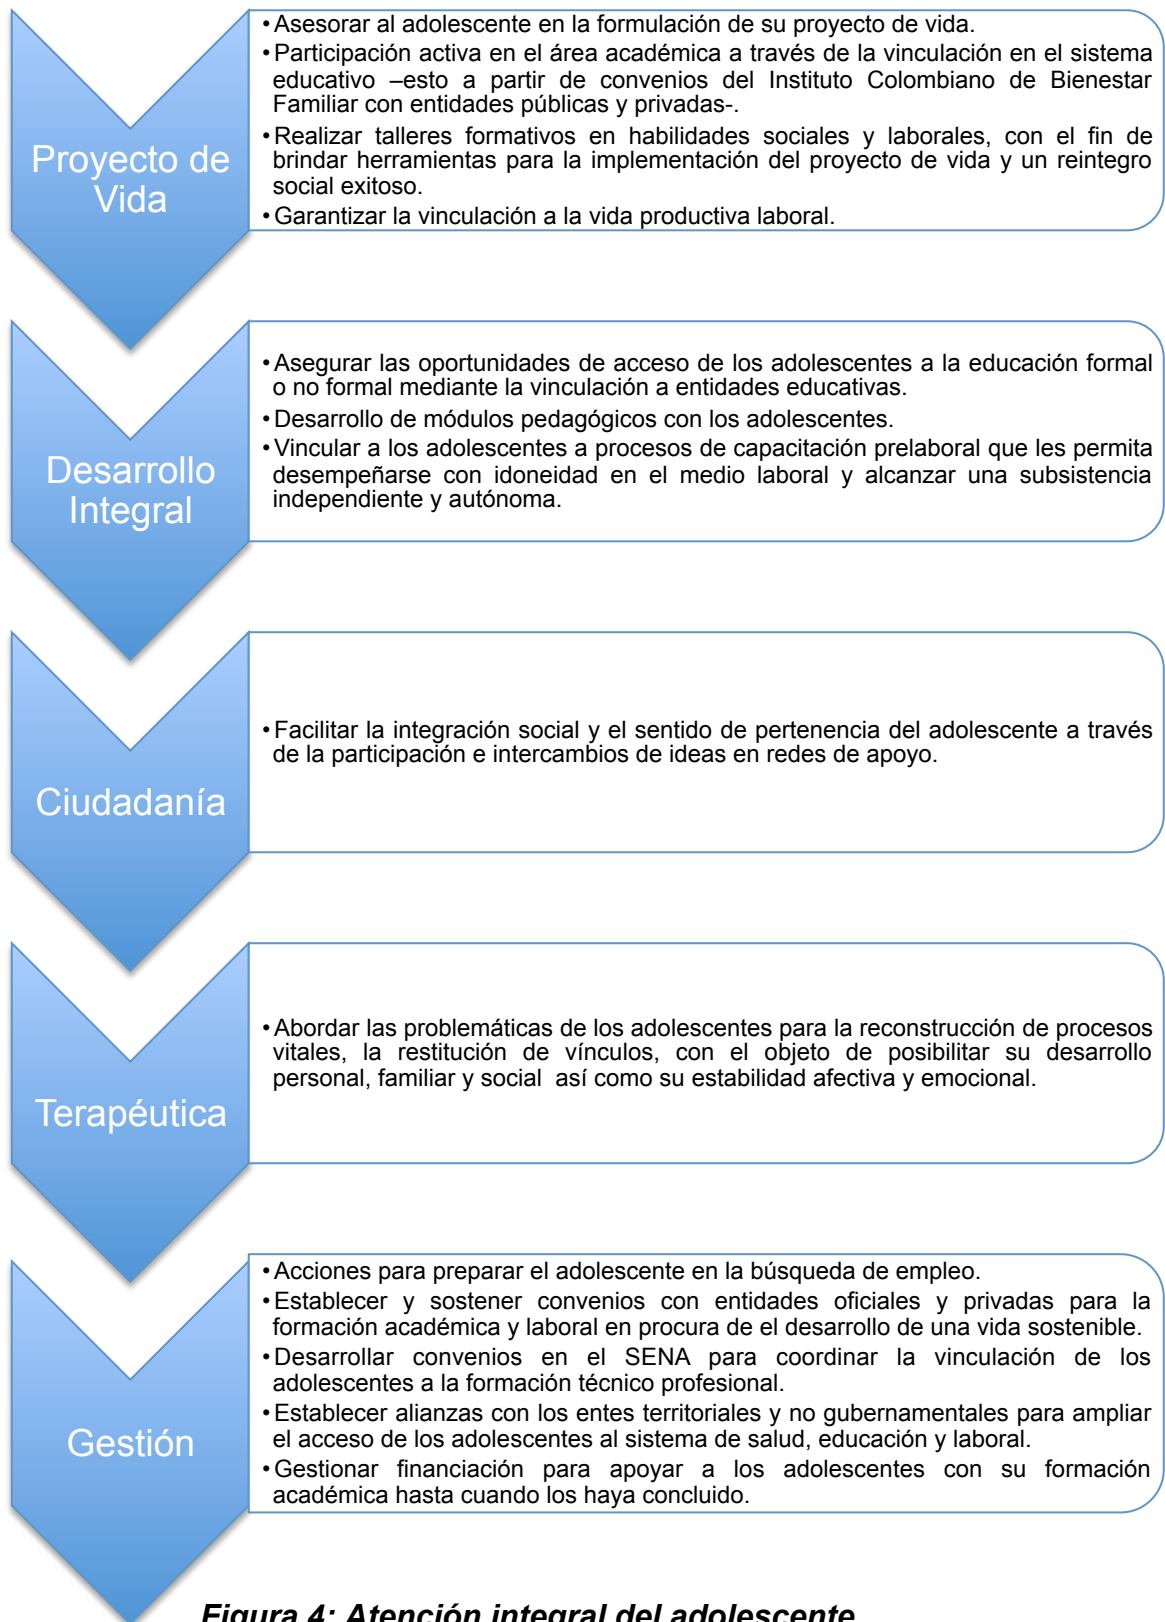 Proyecto de
Vida
•Asesorar al adolescente en la formulación de su proyecto de vida.
•Participación activa en el área académica a través de la vinculación en el sistema
educativo –esto a partir de convenios del Instituto Colombiano de Bienestar
Familiar con entidades públicas y privadas-.
•Realizar talleres formativos en habilidades sociales y laborales, con el fin de
brindar herramientas para la implementación del proyecto de vida y un reintegro
social exitoso.
•Garantizar la vinculación a la vida productiva laboral.
Desarrollo
Integral
•Asegurar las oportunidades de acceso de los adolescentes a la educación formal
o no formal mediante la vinculación a entidades educativas.
•Desarrollo de módulos pedagógicos con los adolescentes.
•Vincular a los adolescentes a procesos de capacitación prelaboral que les permita
desempeñarse con idoneidad en el medio laboral y alcanzar una subsistencia
independiente y autónoma.
Ciudadanía
•Facilitar la integración social y el sentido de pertenencia del adolescente a través
de la participación e intercambios de ideas en redes de apoyo.
Terapéutica
•Abordar las problemáticas de los adolescentes para la reconstrucción de procesos
vitales, la restitución de vínculos, con el objeto de posibilitar su desarrollo
personal, familiar y social así como su estabilidad afectiva y emocional.
Gestión
•Acciones para preparar el adolescente en la búsqueda de empleo.
•Establecer y sostener convenios con entidades oficiales y privadas para la
formación académica y laboral en procura de el desarrollo de una vida sostenible.
•Desarrollar convenios en el SENA para coordinar la vinculación de los
adolescentes a la formación técnico profesional.
•Establecer alianzas con los entes territoriales y no gubernamentales para ampliar
el acceso de los adolescentes al sistema de salud, educación y laboral.
•Gestionar financiación para apoyar a los adolescentes con su formación
académica hasta cuando los haya concluido.
Figura 4: Atención integral del adolescente